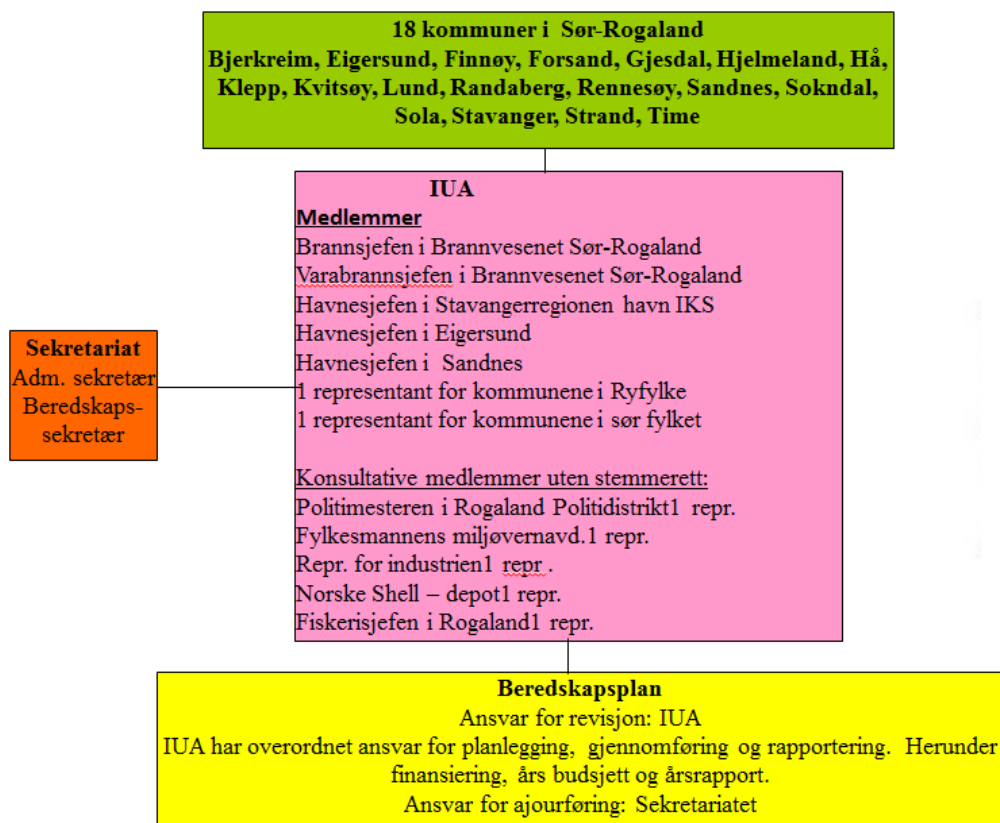 18 kommuner i Sør-Rogaland
Bjerkreim, Eigersund, Finnøy, Forsand, Gjesdal, Hjelmeland, Hå,
Klepp, Kvitsøy, Lund, Randaberg, Rennesøy, Sandnes, Sokndal,
Sola, Stavanger, Strand, Time
IUA
Medlemmer
Brannsjefen i Brannvesenet Sør-Rogaland
Varabrannsjefen i Brannvesenet Sør-Rogaland
Havnesjefen i Stavangerregionen havn IKS
Havnesjefen i Eigersund
Havnesjefen i Sandnes
1 representant for kommunene i Ryfylke
1 representant for kommunene i sør fylket
Konsultative medlemmer uten stemmerett:
Politimesteren i Rogaland Politidistrikt1 repr.
Fylkesmannens miljøvernavd.1 repr.
Repr. for industrien1 repr .
Norske Shell – depot1 repr.
Fiskerisjefen i Rogaland1 repr.
Sekretariat
Adm. sekretær
Beredskaps-
sekretær
Beredskapsplan
Ansvar for revisjon: IUA
IUA har overordnet ansvar for planlegging, gjennomføring og rapportering. Herunder
finansiering, års budsjett og årsrapport.
Ansvar for ajourføring: Sekretariatet